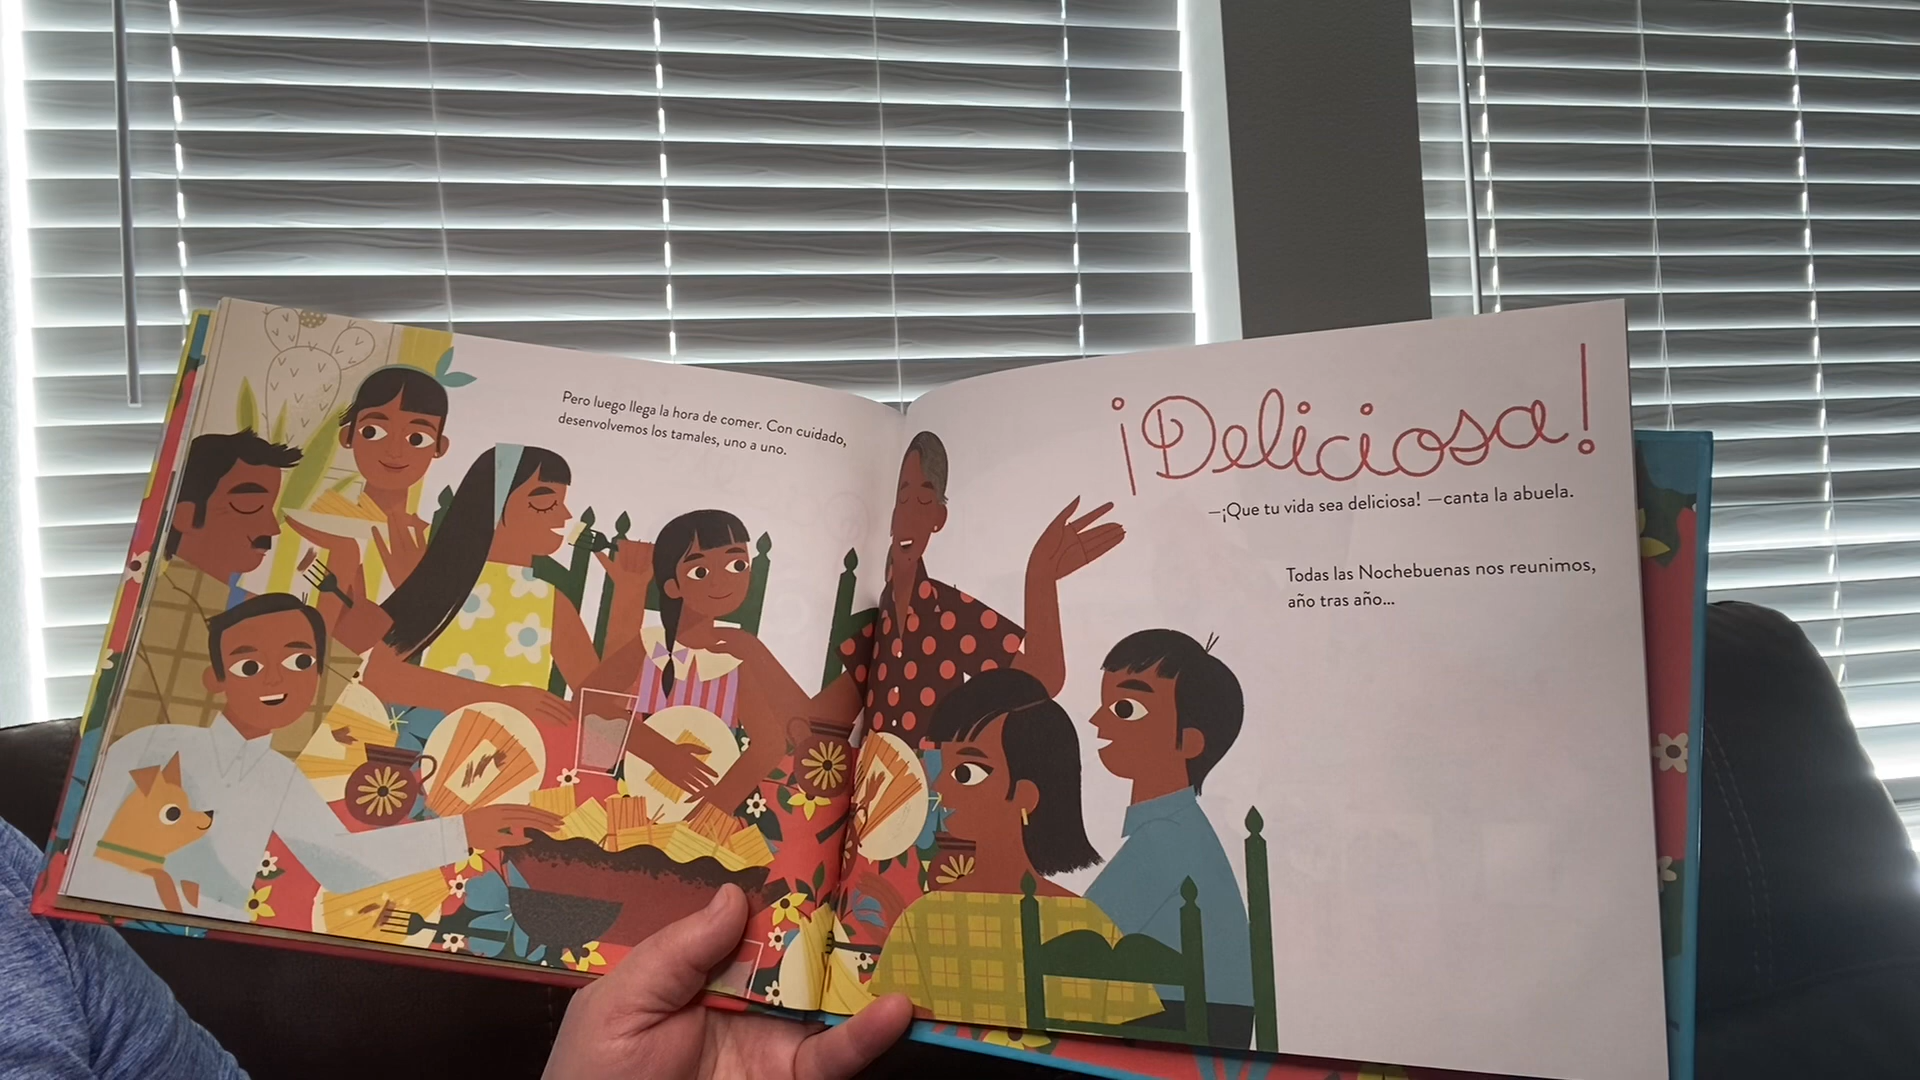 Pero luego llega la hora de comer. Con cuidado,
desenvolvemos los tamales, uno a uno.
¡Deliciosa!
—¡Que tu vida sea deliciosa! —canta la abuela.
Todas las Nochebuenas nos reunimos,
año tras año...